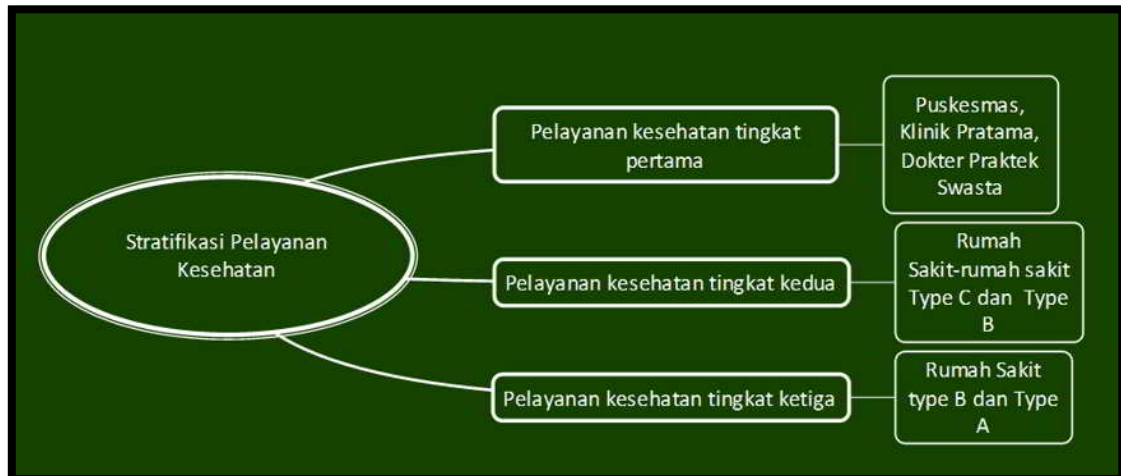 Stratifikasi Pelayanan
Kesehatan
Pelayanan kesehatan tingkat
pertama
Puskesmas,
Klinik Pratama,
Dokter Praktek
Swasta
Pelayanan kesehatan tingkat kedua
Rumah
Sakit-rumah sakit
Type C dan Type
B
Pelayanan kesehatan tingkat ketiga
Rumah Sakit
type B dan Type
A